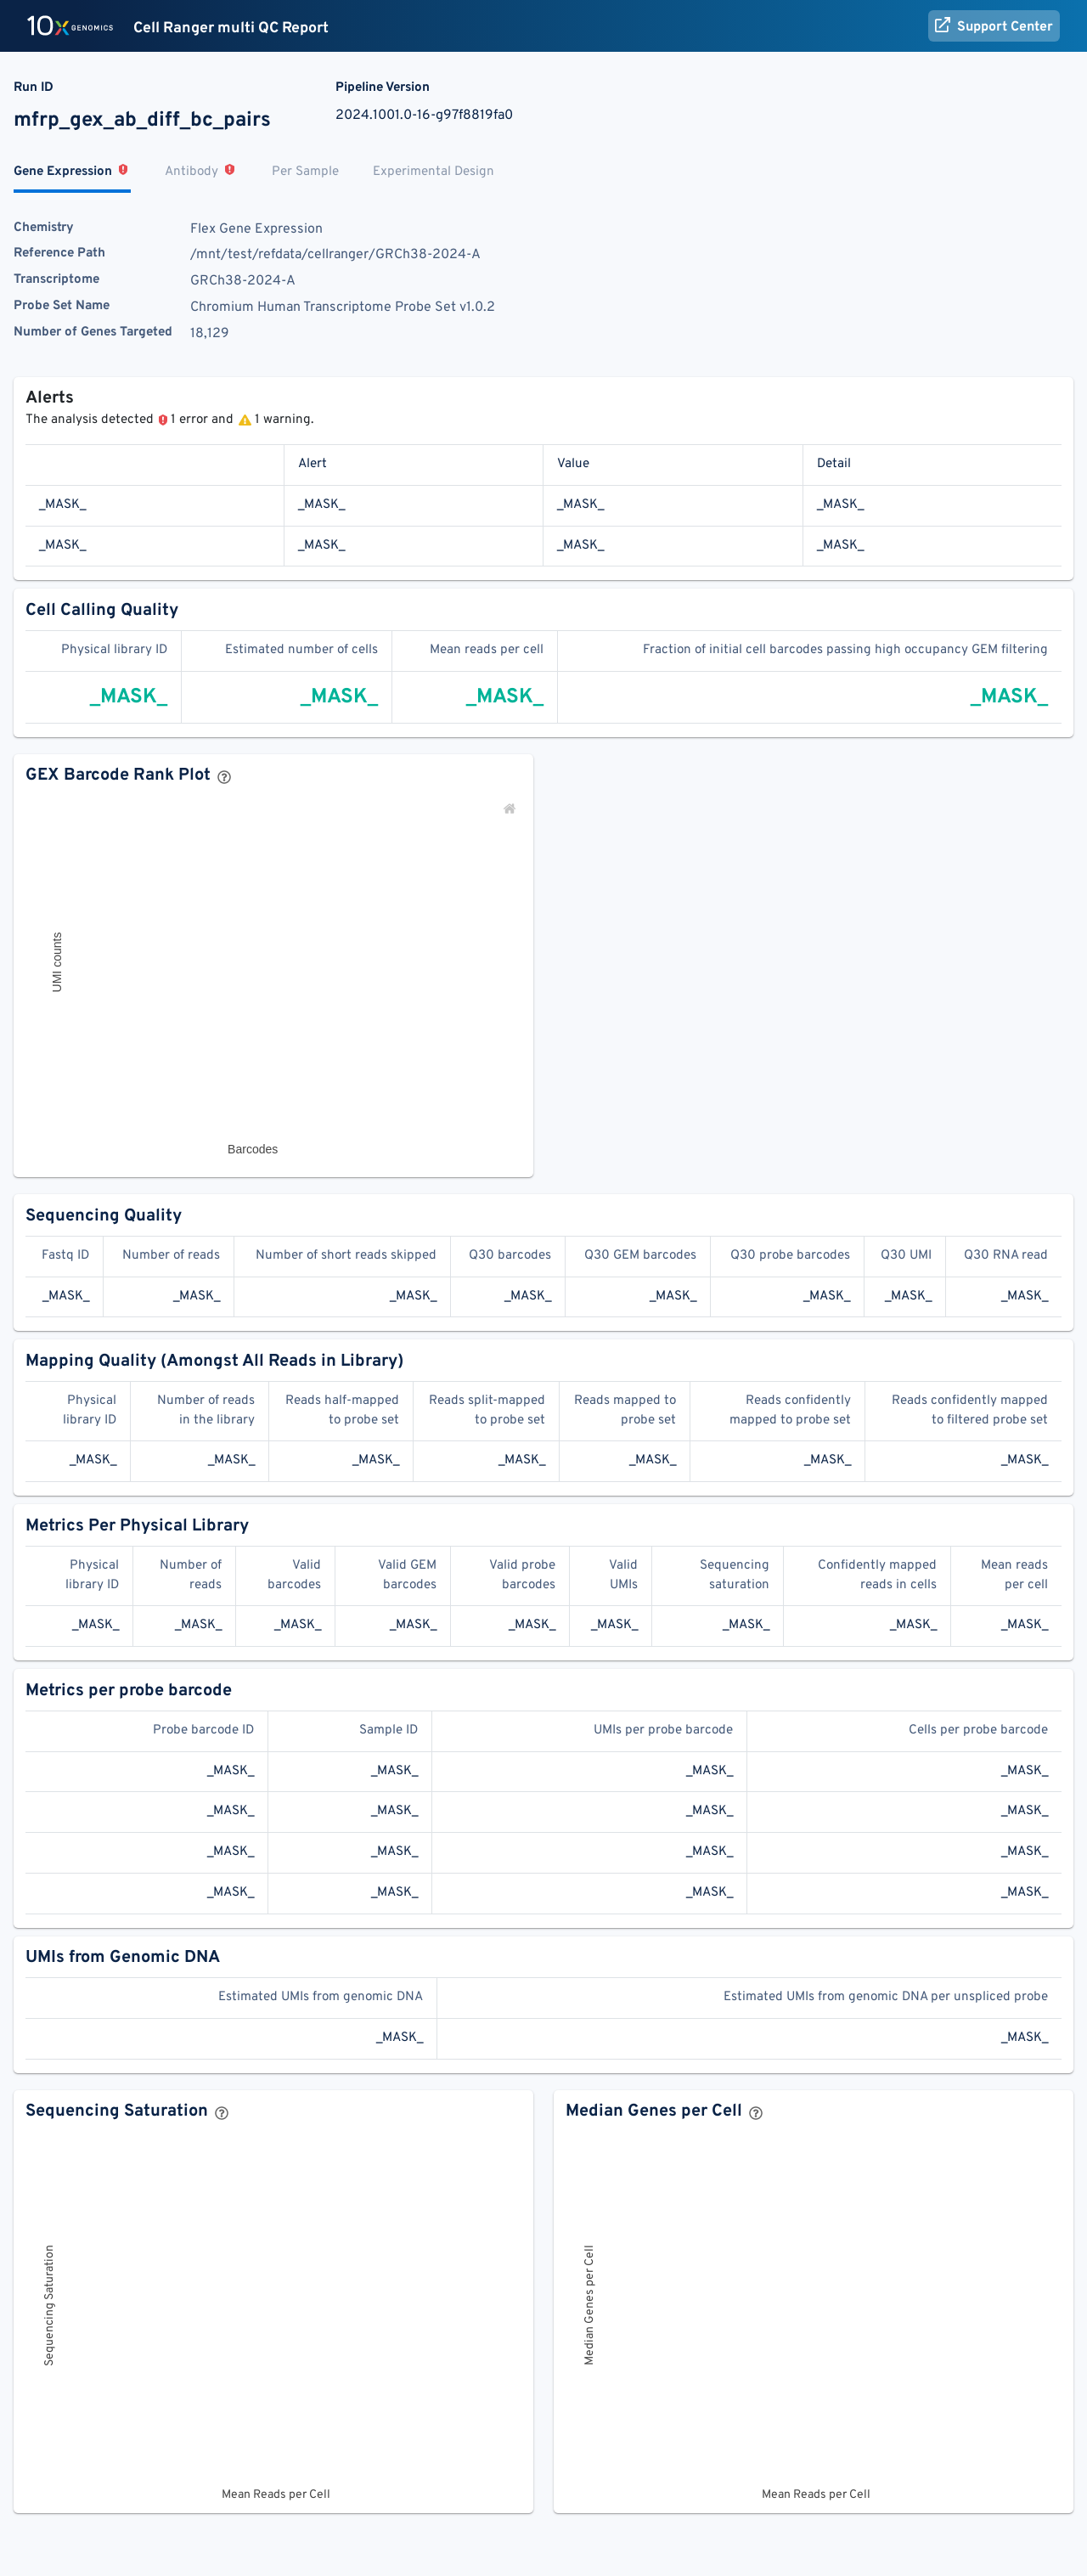 10x GENOMICS Cell Ranger multi QC Report Support Center
Run ID Pipeline Version
mfrp_gex_ab_diff_bc_pairs 2024.1001.0-16-g97f8819fa0
Gene Expression Antibody Per Sample Experimental Design
Chemistry Flex Gene Expression
Reference Path /mnt/test/refdata/cellranger/GRCh38-2024-A
Transcriptome GRCh38-2024-A
Probe Set Name Chromium Human Transcriptome Probe Set v1.0.2
Number of Genes Targeted 18,129
Alerts
The analysis detected 1 error and 1 warning.
Alert Value Detail
_MASK_ _MASK_ _MASK_ _MASK_
_MASK_ _MASK_ _MASK_ _MASK_
Cell Calling Quality
Physical library ID Estimated number of cells Mean reads per cell Fraction of initial cell barcodes passing high occupancy GEM filtering
_MASK_ _MASK_ _MASK_ _MASK_
GEX Barcode Rank Plot
UMI counts
Barcodes
Sequencing Quality
Fastq ID Number of reads Number of short reads skipped Q30 barcodes Q30 GEM barcodes Q30 probe barcodes Q30 UMI Q30 RNA read
_MASK_ _MASK_ _MASK_ _MASK_ _MASK_ _MASK_ _MASK_ _MASK_
Mapping Quality (Amongst All Reads in Library)
Physical Number of reads Reads half-mapped Reads split-mapped Reads mapped to Reads confidently Reads confidently mapped
library ID in the library to probe set to probe set probe set mapped to probe set to filtered probe set
_MASK_ _MASK_ _MASK_ _MASK_ _MASK_ _MASK_ _MASK_
Metrics Per Physical Library
Physical Number of Valid Valid GEM Valid probe Valid Sequencing Confidently mapped Mean reads
library ID reads barcodes barcodes barcodes UMIs saturation reads in cells per cell
_MASK_ _MASK_ _MASK_ _MASK_ _MASK_ _MASK_ _MASK_ _MASK_ _MASK_
Metrics per probe barcode
Probe barcode ID Sample ID UMIs per probe barcode Cells per probe barcode
_MASK_ _MASK_ _MASK_ _MASK_
_MASK_ _MASK_ _MASK_ _MASK_
_MASK_ _MASK_ _MASK_ _MASK_
_MASK_ _MASK_ _MASK_ _MASK_
UMIs from Genomic DNA
Estimated UMIs from genomic DNA Estimated UMIs from genomic DNA per unspliced probe
_MASK_ _MASK_
Sequencing Saturation Median Genes per Cell
Sequencing Saturation Median Genes per Cell
Mean Reads per Cell Mean Reads per Cell